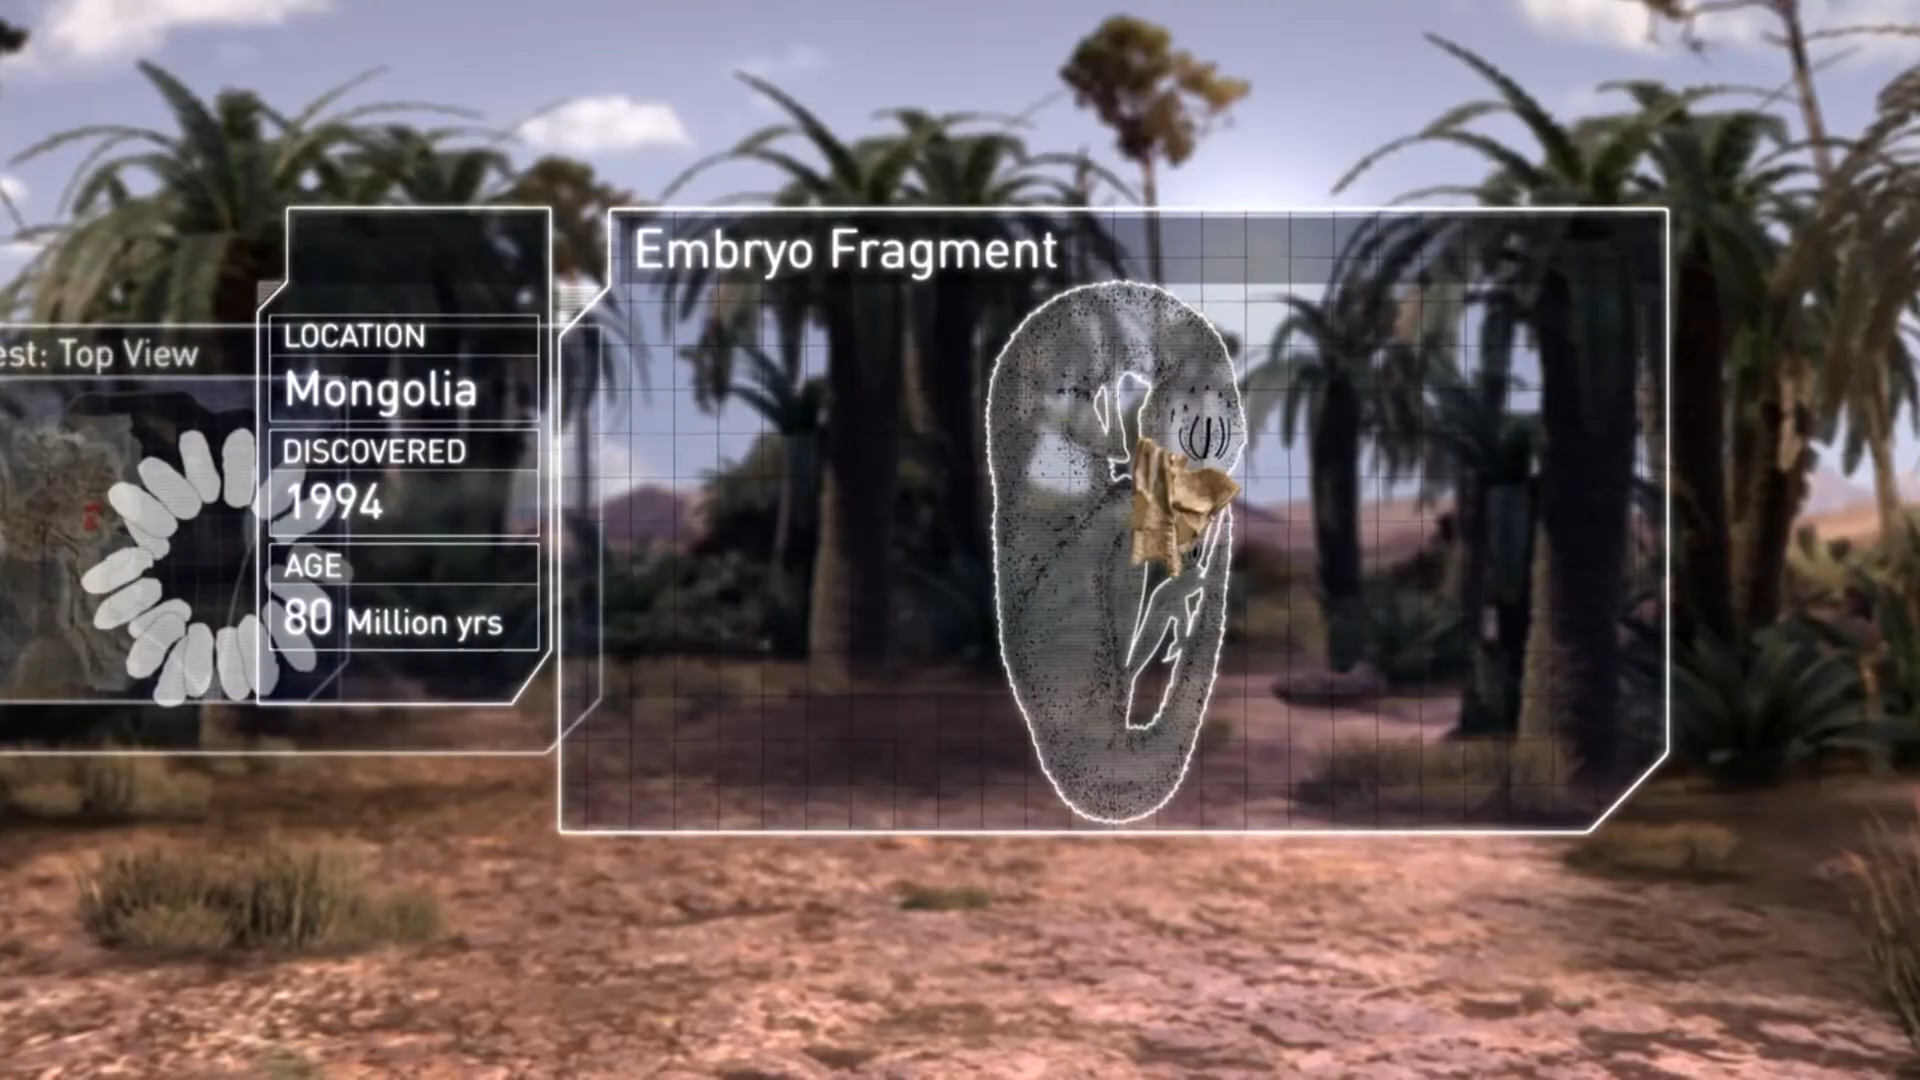 Embryo Fragment
LOCATION
est: Top View
Mongolia
DISCOVERED
1994
AGE
80 Million yrs